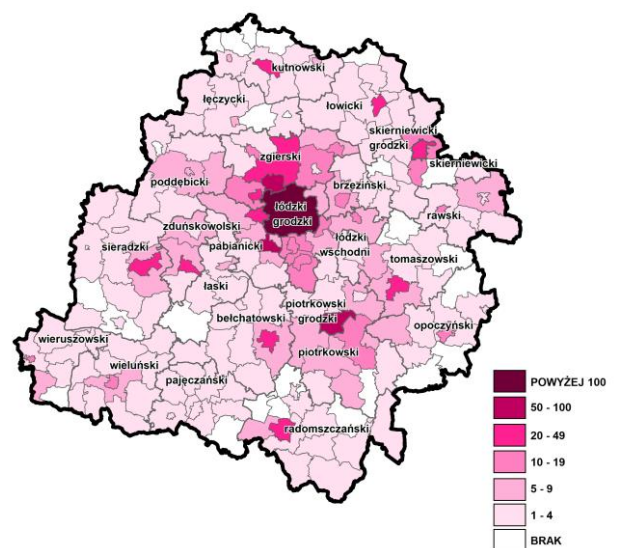 kutnowski
łęczycki
łowicki
skierniewicki
grodzki
skierniewicki
zgierski
poddębicki
brzeziński
łódzki
grodzki
rawski
zduńskowolski
łódzki
wschodni
sieradzki
pabianicki
tomaszowski
łaski
piotrkowski
grodzki
bełchatowski
opoczyński
wieruszowski
piotrkowski
wieluński
pajęczański
radomszczański
POWYŻEJ 100
50 - 100
20 - 49
10 - 19
5 - 9
1 - 4
BRAK